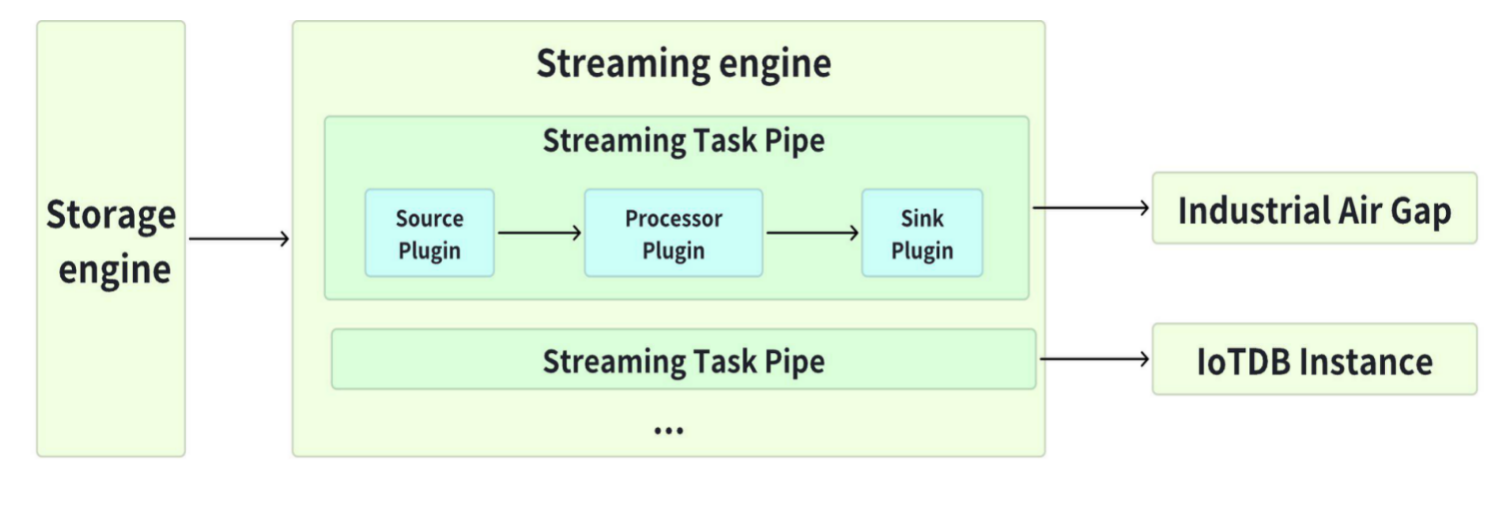 Storage
engine
Streaming engine
Streaming Task Pipe
Source
Plugin
Processor
Plugin
Sink
Plugin
Streaming Task Pipe
...
Industrial Air Gap
IoTDB Instance